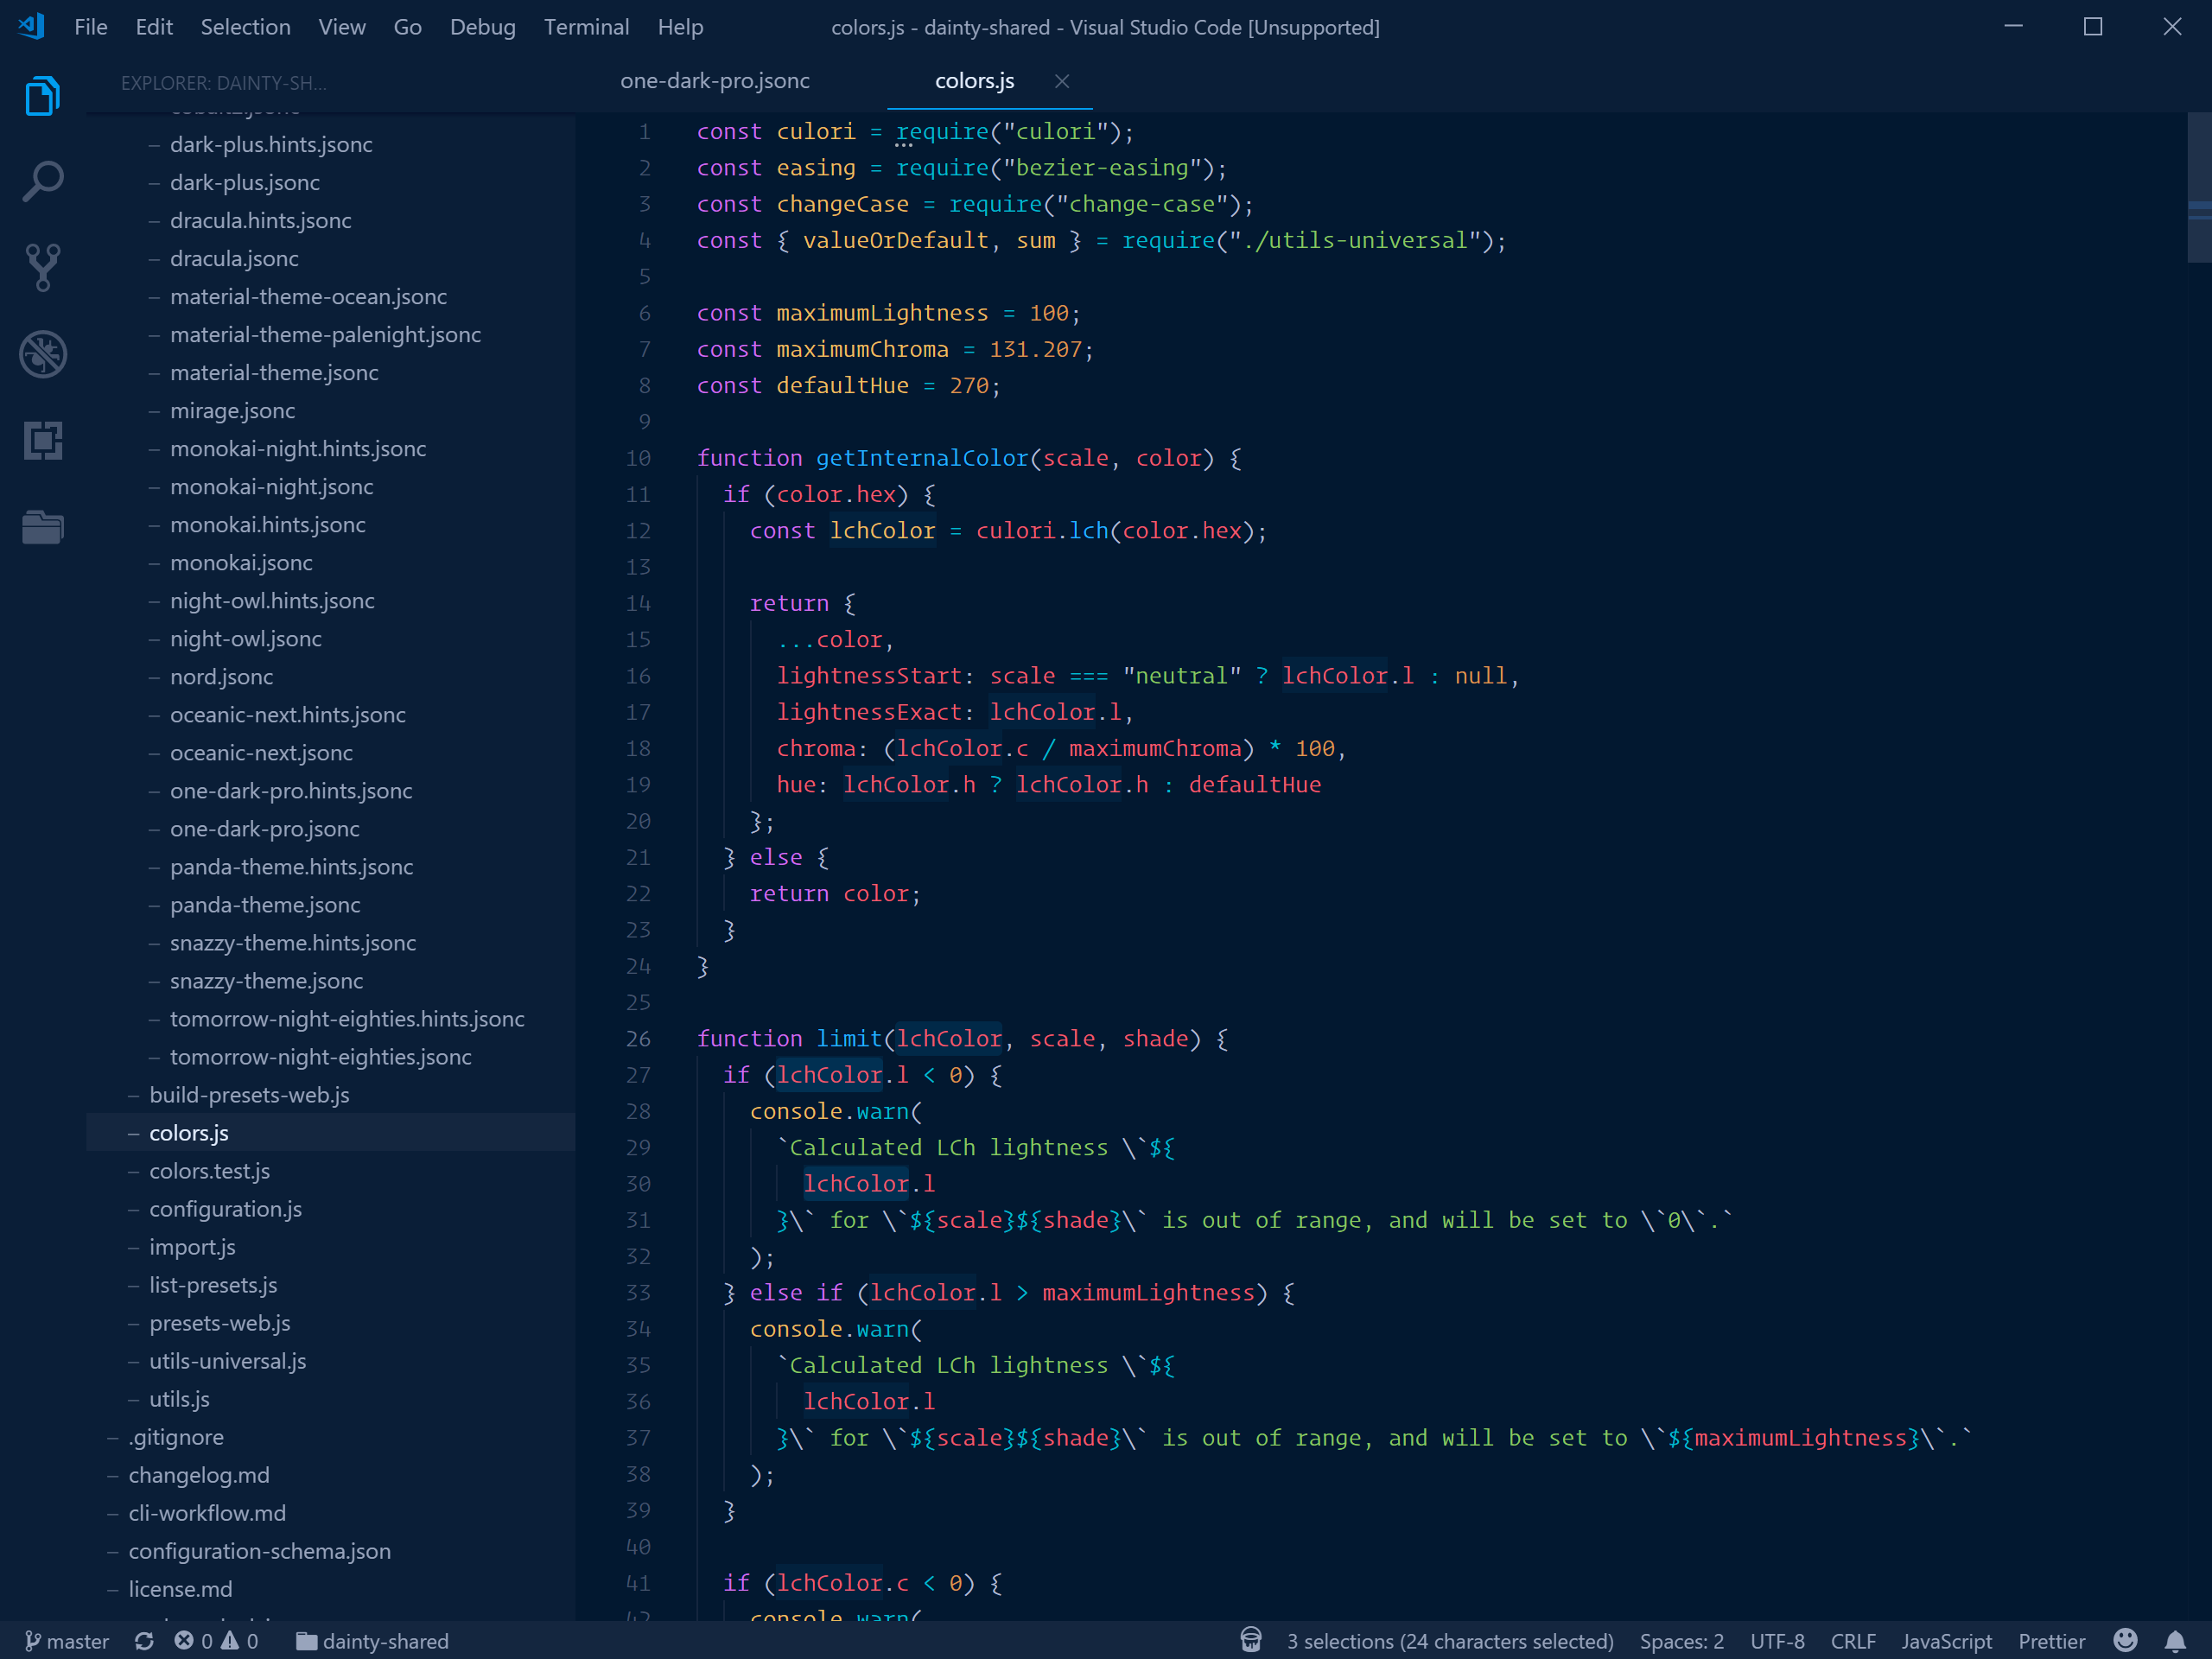 File Edit Selection View Go Debug Terminal Help
colors.js - dainty-shared - Visual Studio Code [Unsupported]
EXPLORER: DAINTY-SH...
dark-plus.hints.jsonc
dark-plus.jsonc
dracula.hints.jsonc
dracula.jsonc
material-theme-ocean.jsonc
material-theme-palenight.jsonc
material-theme.jsonc
mirage.jsonc
monokai-night.hints.jsonc
monokai-night.jsonc
monokai.hints.jsonc
monokai.jsonc
night-owl.hints.jsonc
night-owl.jsonc
nord.jsonc
oceanic-next.hints.jsonc
oceanic-next.jsonc
one-dark-pro.hints.jsonc
one-dark-pro.jsonc
panda-theme.hints.jsonc
panda-theme.jsonc
snazzy-theme.hints.jsonc
snazzy-theme.jsonc
tomorrow-night-eighties.hints.jsonc
tomorrow-night-eighties.jsonc
build-presets-web.js
colors.js
colors.test.js
configuration.js
import.js
list-presets.js
presets-web.js
utils-universal.js
utils.js
.gitignore
changelog.md
cli-workflow.md
configuration-schema.json
license.md
one-dark-pro.jsonc colors.js
1 const culori = require("culori");
2 const easing = require("bezier-easing");
3 const changeCase = require("change-case");
4 const { valueOrDefault, sum } = require("./utils-universal");
5
6 const maximumLightness = 100;
7 const maximumChroma = 131.207;
8 const defaultHue = 270;
9
10 function getInternalColor(scale, color) {
11   if (color.hex) {
12     const lchColor = culori.lch(color.hex);
13
14     return {
15       ...color,
16       lightnessStart: scale === "neutral" ? lchColor.l : null,
17       lightnessExact: lchColor.l,
18       chroma: (lchColor.c / maximumChroma) * 100,
19       hue: lchColor.h ? lchColor.h : defaultHue
20     };
21   } else {
22     return color;
23   }
24 }
25
26 function limit(lchColor, scale, shade) {
27   if (lchColor.l < 0) {
28     console.warn(
29       `Calculated LCh lightness \`${
30         lchColor.l
31       }\` for \`${scale}${shade}\` is out of range, and will be set to \`0\`.`
32     );
33   } else if (lchColor.l > maximumLightness) {
34     console.warn(
35       `Calculated LCh lightness \`${
36         lchColor.l
37       }\` for \`${scale}${shade}\` is out of range, and will be set to \`${maximumLightness}\`.`
38     );
39   }
40
41   if (lchColor.c < 0) {
42     console.warn(
master 0 0 dainty-shared 3 selections (24 characters selected) Spaces: 2 UTF-8 CRLF JavaScript Prettier